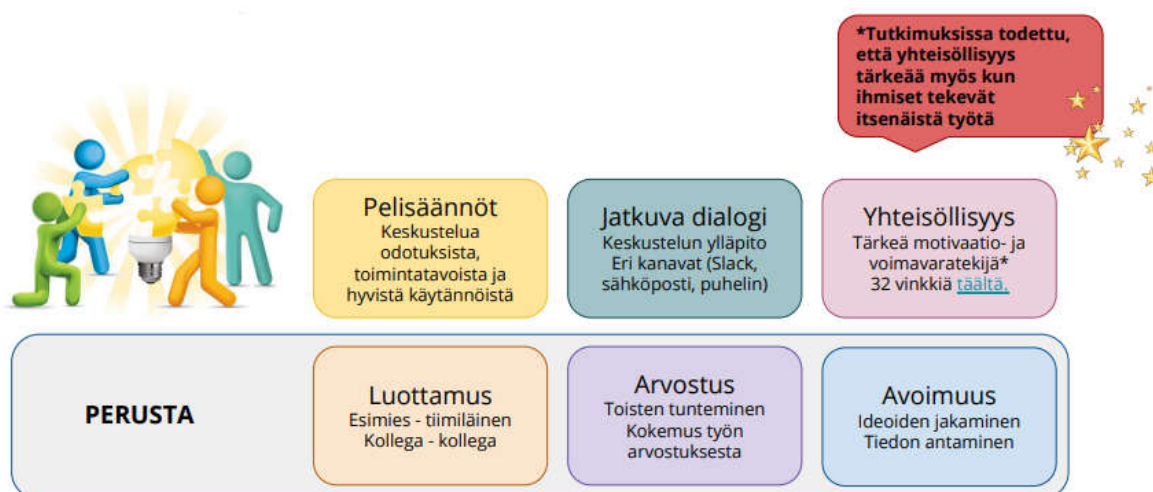 *Tutkimuksissa todettu,
että yhteisöllisyys
tärkeää myös kun
ihmiset tekevät
itsenäistä työtä
Pelisäännöt
Keskustelua
odotuksista,
toimintatavoista ja
hyvistä käytännöistä
Jatkuva dialogi
Keskustelun ylläpito
Eri kanavat (Slack,
sähköposti, puhelin)
Yhteisöllisyys
Tärkeä motivaatio- ja
voimavaratekijä*
32 vinkkiä täältä.
PERUSTA
Luottamus
Esimies - tiimiläinen
Kollega - kollega
Arvostus
Toisten tunteminen
Kokemus työn
arvostuksesta
Avoimuus
Ideoiden jakaminen
Tiedon antaminen